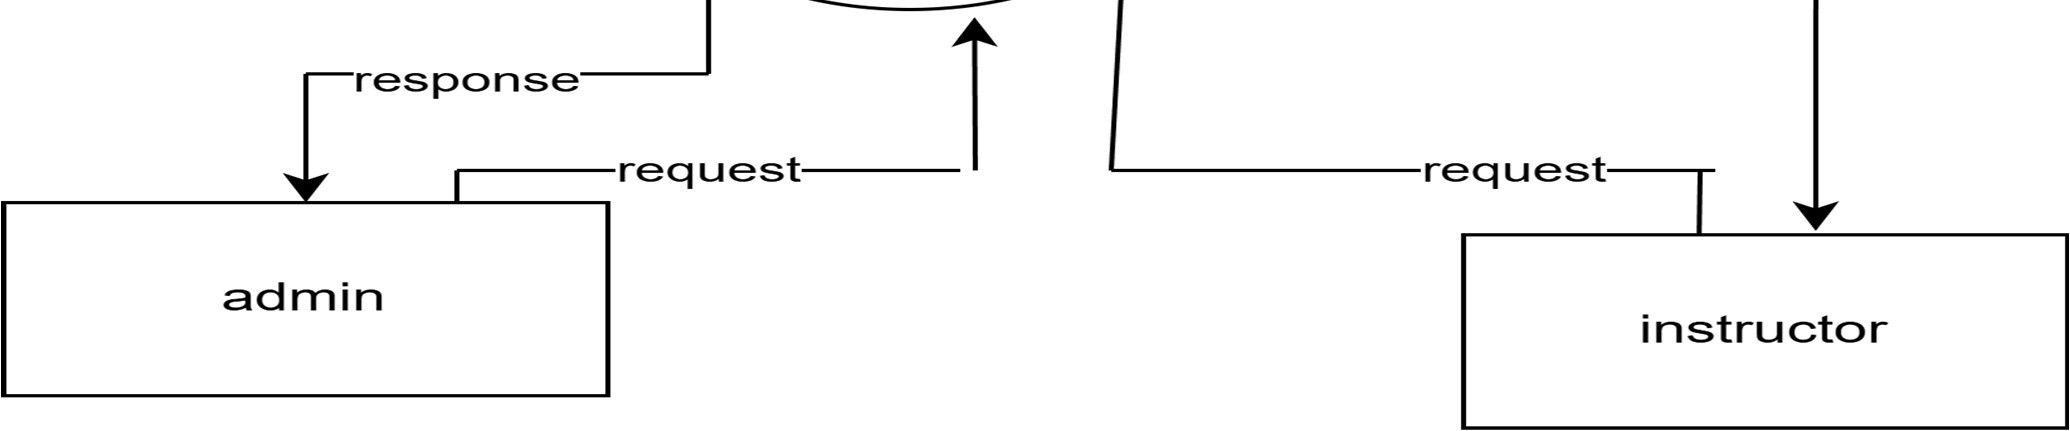 response
request
request
admin
instructor